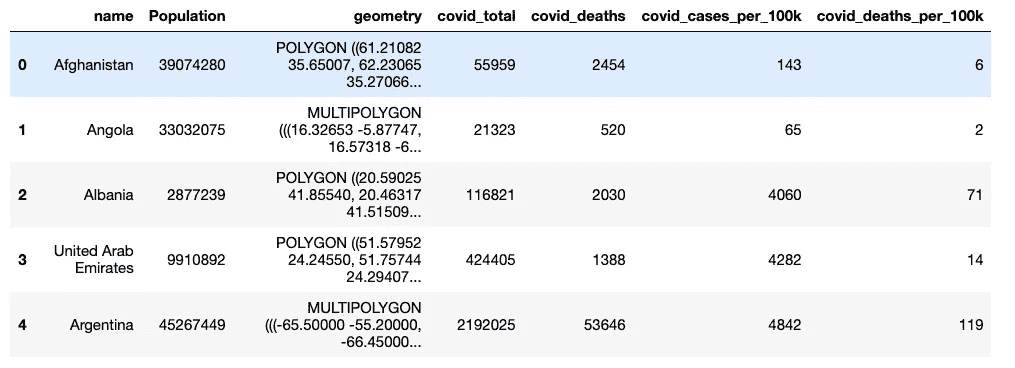 name Population geometry covid_total covid_deaths covid_cases_per_100k covid_deaths_per_100k
POLYGON ((61.21082
0 Afghanistan 39074280 35.65007, 62.23065 55959 2454 143 6
35.27066...
MULTIPOLYGON
1 Angola 33032075 (((16.32653 -5.87747, 21323 520 65 2
16.57318 -6...
POLYGON ((20.59025
2 Albania 2877239 41.85540, 20.46317 116821 2030 4060 71
41.51509...
United Arab POLYGON ((51.57952
3 Emirates 9910892 24.24550, 51.75744 424405 1388 4282 14
24.29407...
MULTIPOLYGON
4 Argentina 45267449 (((-65.50000 -55.20000, 2192025 53646 4842 119
-66.45000...